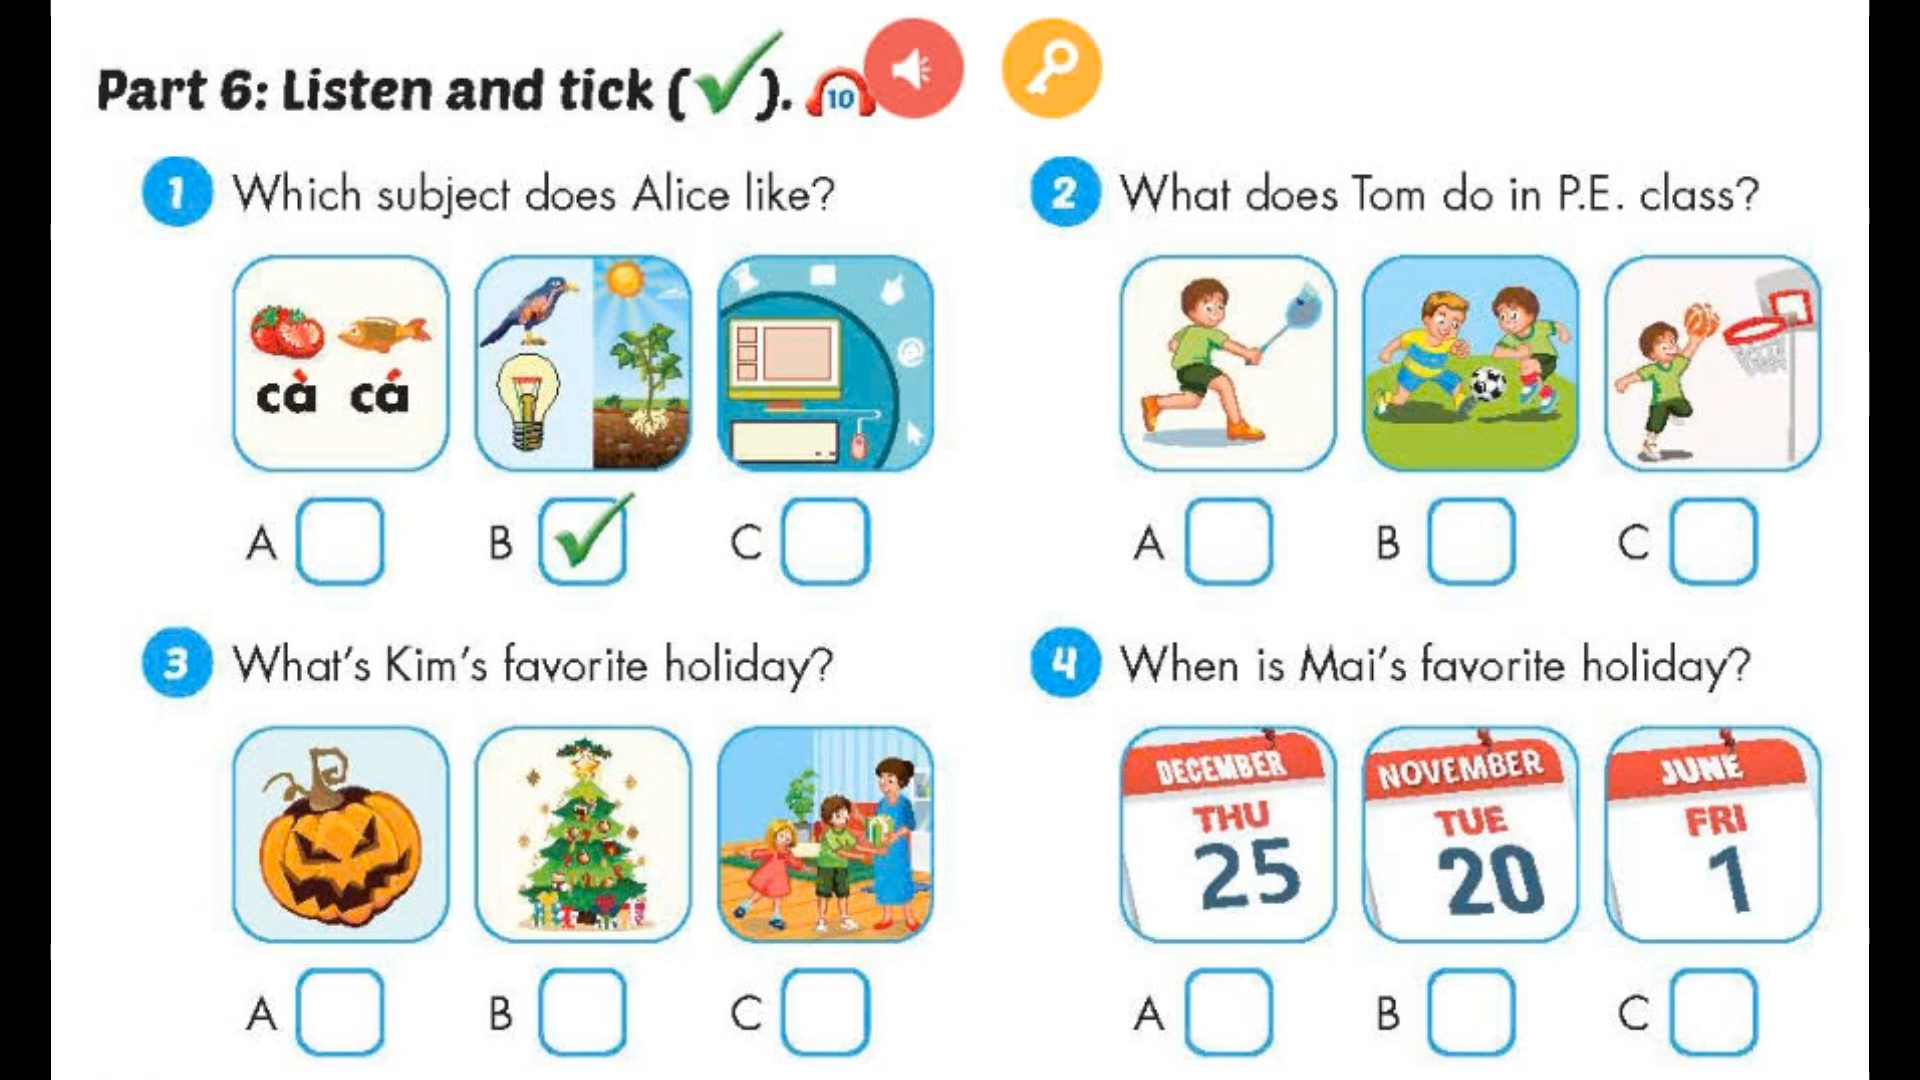 Part 6: Listen and tick (✓). 10
1 Which subject does Alice like?
cà cá
A B C
2 What does Tom do in P.E. class?
A B C
3 What's Kim's favorite holiday?
A B C
4 When is Mai's favorite holiday?
DECEMBER
THU
25
NOVEMBER
TUE
20
JUNE
FRI
1
A B C